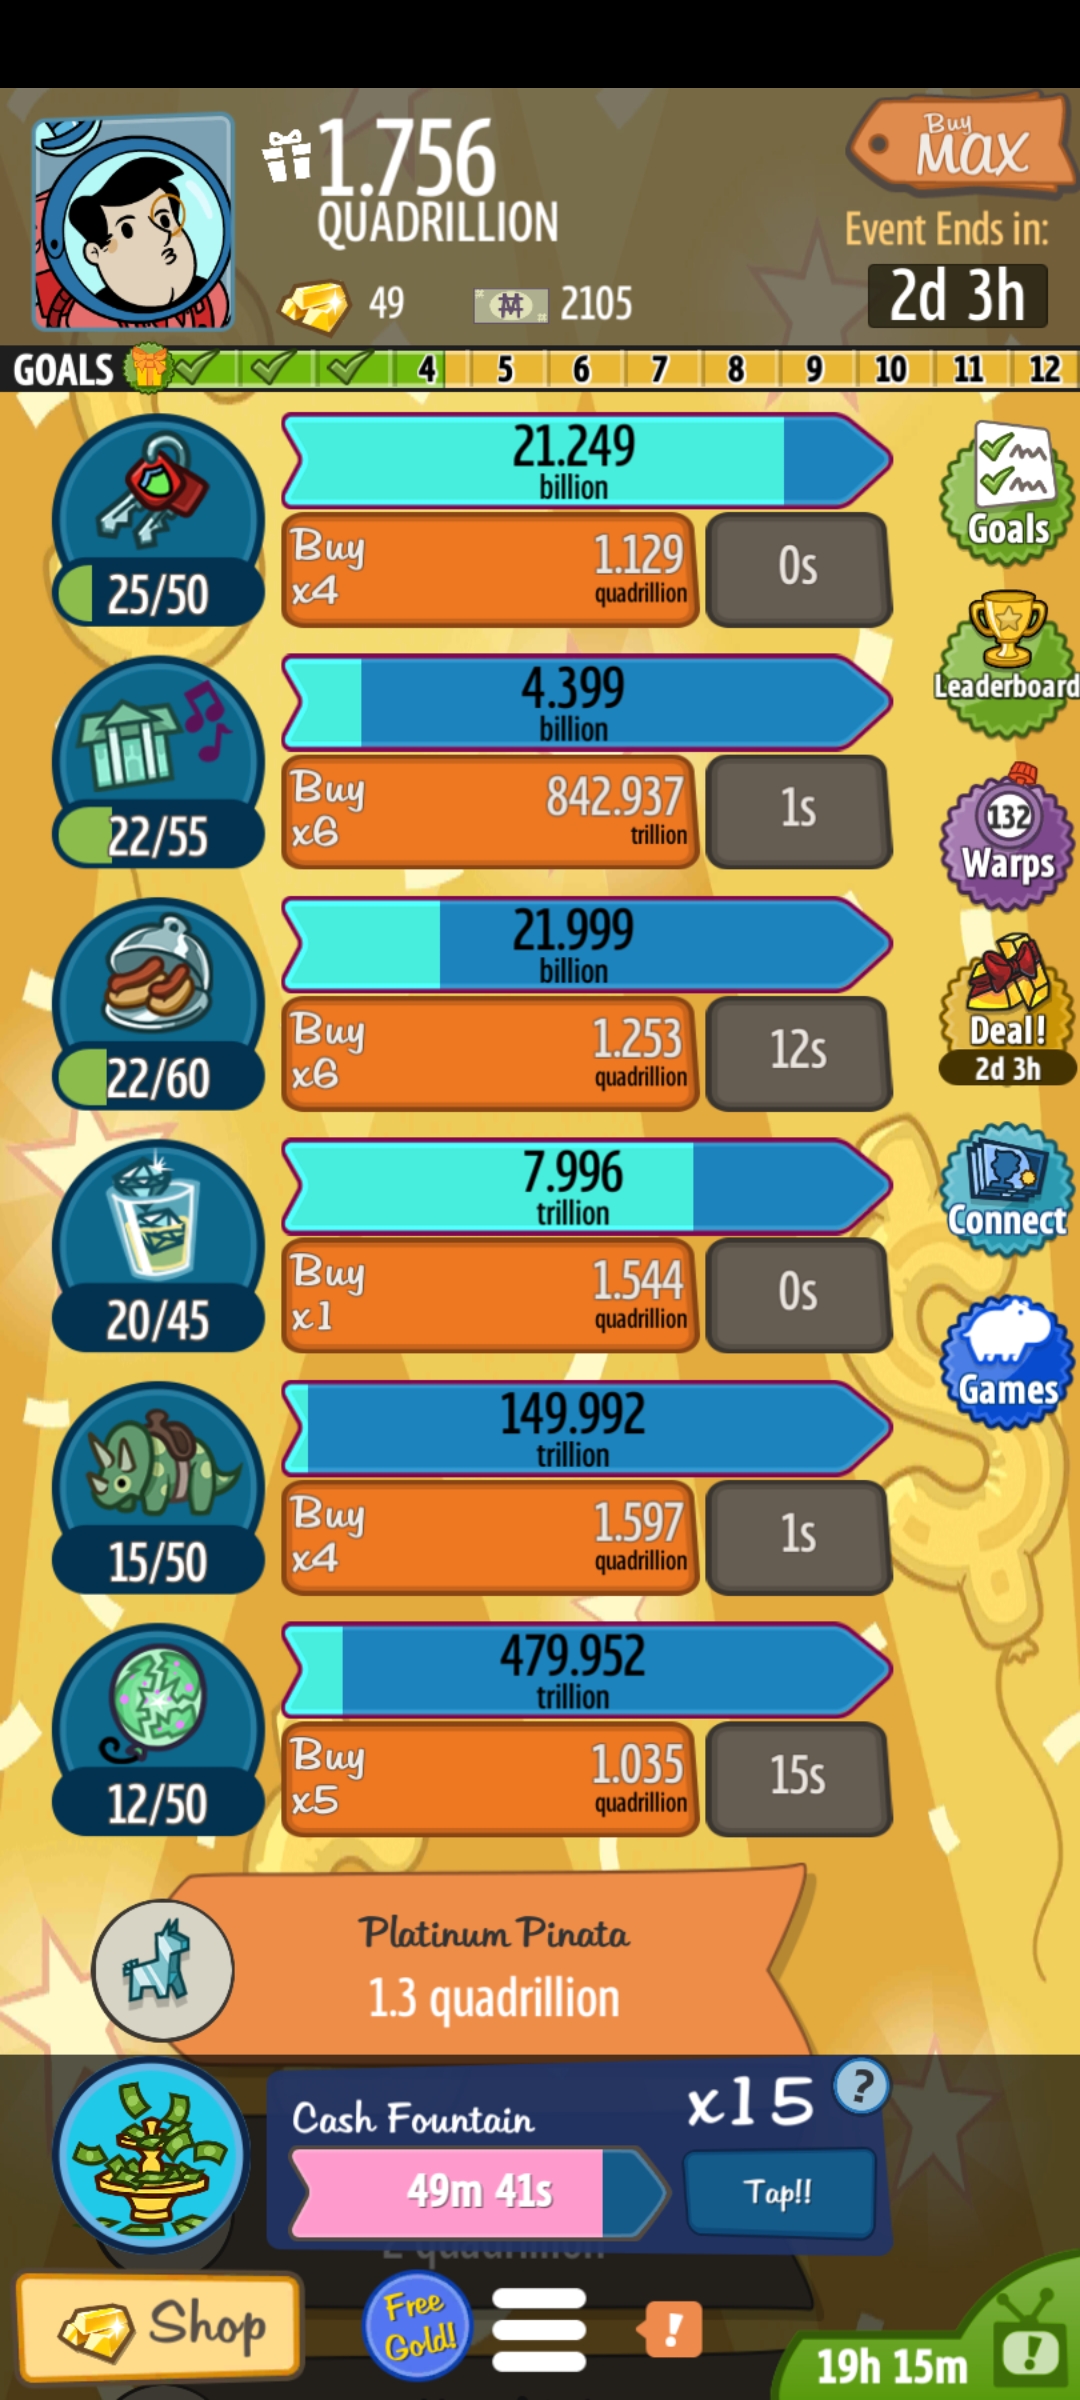 1.756
QUADRILLION
Buy
MAX
Event Ends in:
2d 3h
49
2105
GOALS 4 5 6 7 8 9 10 11 12
21.249
billion
Buy
x4
1.129
quadrillion
0s
25/50
4.399
billion
Buy
x6
842.937
trillion
1s
22/55
21.999
billion
Buy
x6
1.253
quadrillion
12s
22/60
7.996
trillion
Buy
x1
1.544
quadrillion
0s
20/45
149.992
trillion
Buy
x4
1.597
quadrillion
1s
15/50
479.952
trillion
Buy
x5
1.035
quadrillion
15s
12/50
Goals
Leaderboard
132
Warps
Deal!
2d 3h
Connect
Games
Platinum Pinata
1.3 quadrillion
Cash Fountain
x15
?
49m 41s
Tap!!
2 quadrillion
Shop
Free
Gold!
!
19h 15m
!